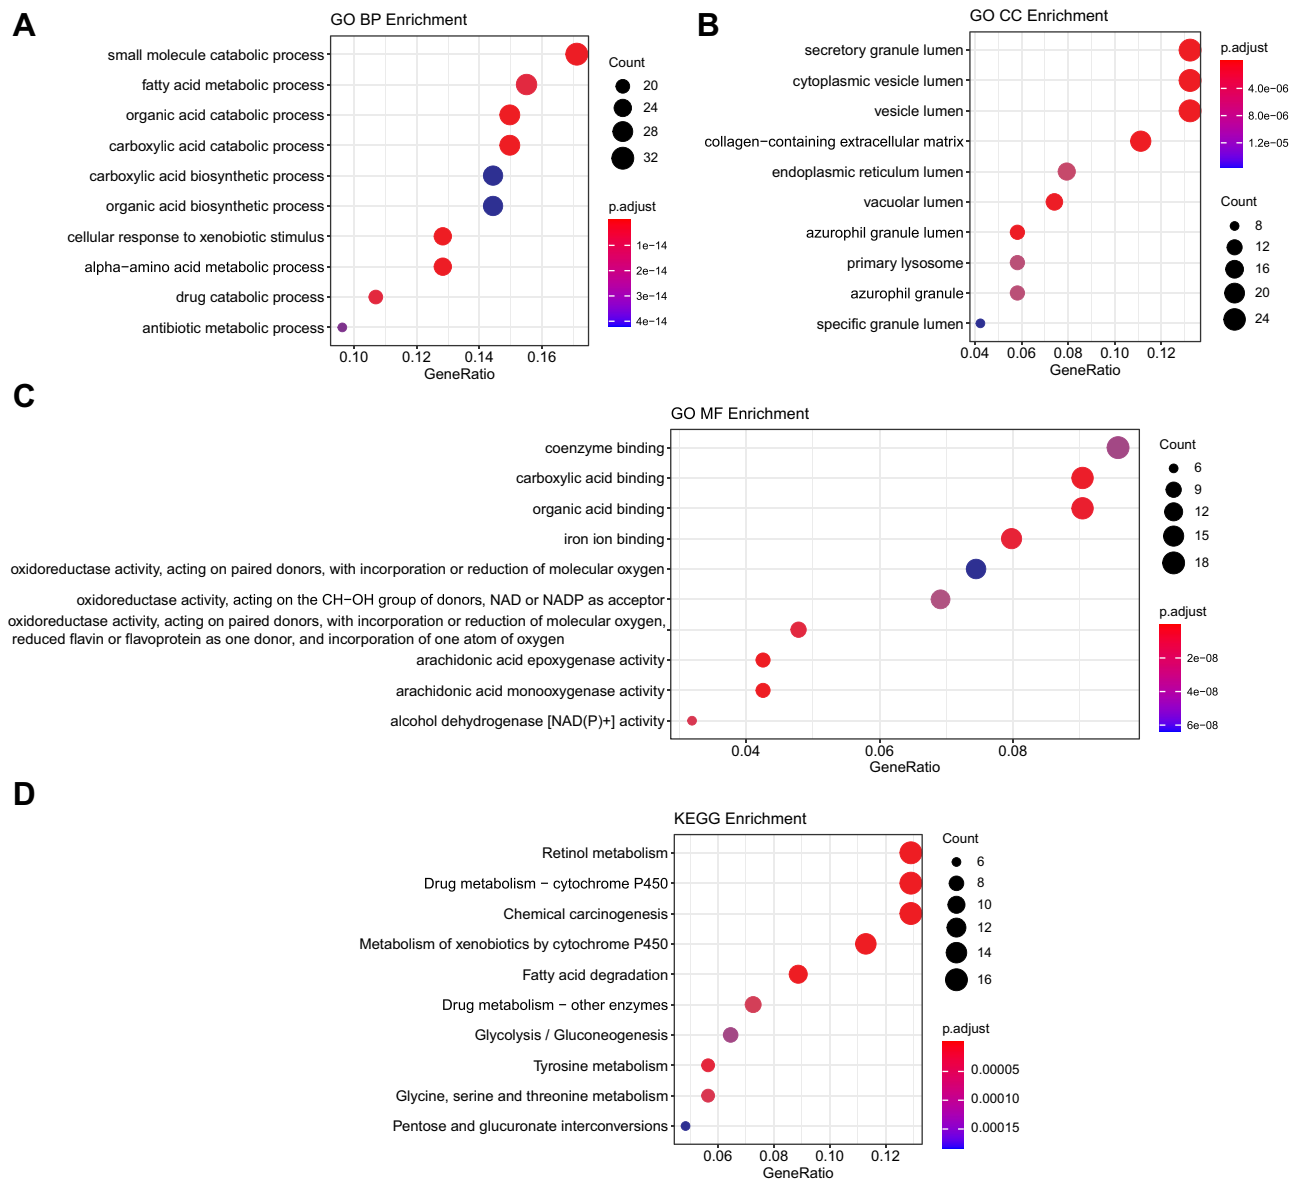 A
GO BP Enrichment
small molecule catabolic process
fatty acid metabolic process
organic acid catabolic process
carboxylic acid catabolic process
carboxylic acid biosynthetic process
organic acid biosynthetic process
cellular response to xenobiotic stimulus
alpha−amino acid metabolic process
drug catabolic process
antibiotic metabolic process
0.10 0.12 0.14 0.16
GeneRatio
Count
20
24
28
32
p.adjust
1e−14
2e−14
3e−14
4e−14
B
GO CC Enrichment
secretory granule lumen
cytoplasmic vesicle lumen
vesicle lumen
collagen−containing extracellular matrix
endoplasmic reticulum lumen
vacuolar lumen
azurophil granule lumen
primary lysosome
azurophil granule
specific granule lumen
0.04 0.06 0.08 0.10 0.12
GeneRatio
p.adjust
4.0e−06
8.0e−06
1.2e−05
Count
8
12
16
20
24
C
GO MF Enrichment
coenzyme binding
carboxylic acid binding
organic acid binding
iron ion binding
oxidoreductase activity, acting on paired donors, with incorporation or reduction of molecular oxygen
oxidoreductase activity, acting on the CH−OH group of donors, NAD or NADP as acceptor
oxidoreductase activity, acting on paired donors, with incorporation or reduction of molecular oxygen,
reduced flavin or flavoprotein as one donor, and incorporation of one atom of oxygen
arachidonic acid epoxygenase activity
arachidonic acid monooxygenase activity
alcohol dehydrogenase [NAD(P)+] activity
0.04 0.06 0.08
GeneRatio
Count
6
9
12
15
18
p.adjust
2e−08
4e−08
6e−08
D
KEGG Enrichment
Retinol metabolism
Drug metabolism − cytochrome P450
Chemical carcinogenesis
Metabolism of xenobiotics by cytochrome P450
Fatty acid degradation
Drug metabolism − other enzymes
Glycolysis / Gluconeogenesis
Tyrosine metabolism
Glycine, serine and threonine metabolism
Pentose and glucuronate interconversions
0.06 0.08 0.10 0.12
GeneRatio
Count
6
8
10
12
14
16
p.adjust
0.00005
0.00010
0.00015